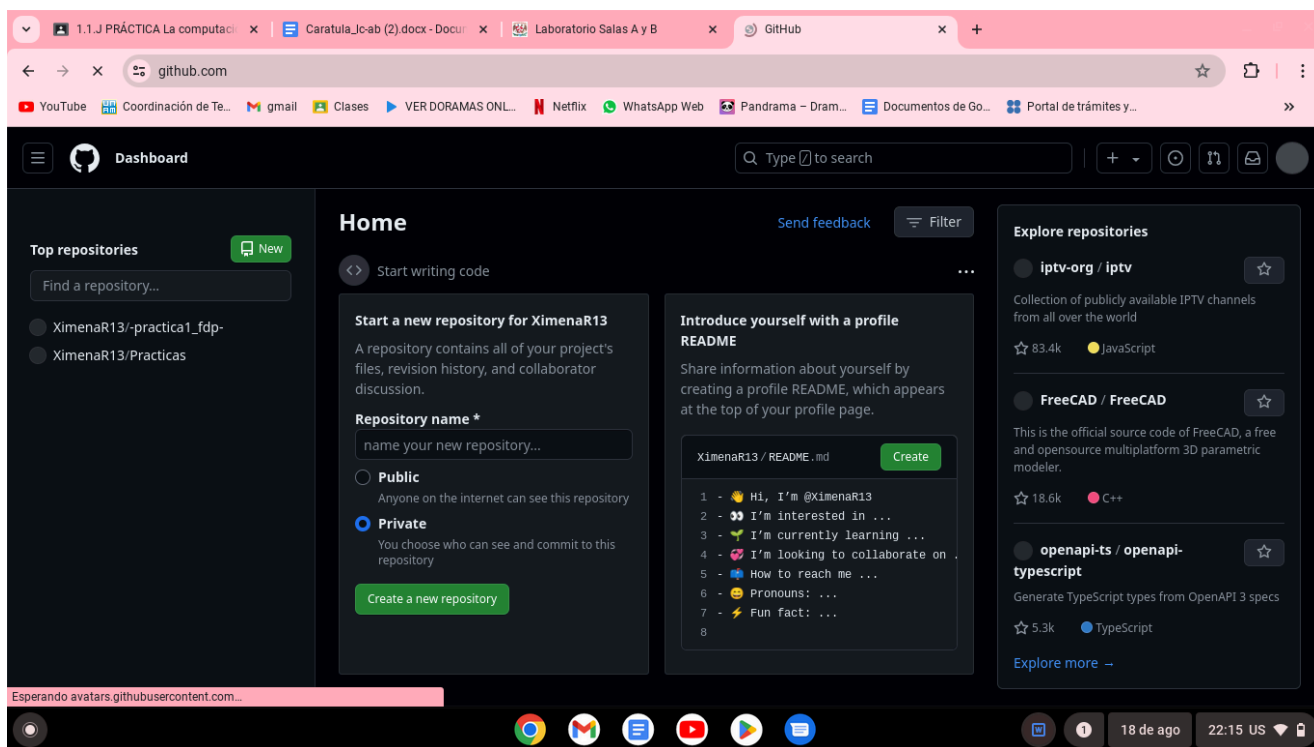 1.1.J PRÁCTICA La computaci
Caratula_lc-ab (2).docx - Docur
Laboratorio Salas A y B
GitHub
github.com
YouTube
Coordinación de Te...
gmail
Clases
VER DORAMAS ONL...
Netflix
WhatsApp Web
Pandrama – Dram...
Documentos de Go...
Portal de trámites y...
Dashboard
Type / to search
Top repositories
New
Find a repository...
XimenaR13/-practica1_fdp-
XimenaR13/Practicas
Home
Send feedback
Filter
Start writing code
Start a new repository for XimenaR13
A repository contains all of your project's
files, revision history, and collaborator
discussion.
Repository name *
name your new repository...
Public
Anyone on the internet can see this repository
Private
You choose who can see and commit to this
repository
Create a new repository
Introduce yourself with a profile
README
Share information about yourself by
creating a profile README, which appears
at the top of your profile page.
XimenaR13 / README.md
Create
1 - 👋 Hi, I'm @XimenaR13
2 - 👀 I'm interested in ...
3 - 🌱 I'm currently learning ...
4 - 💞️ I'm looking to collaborate on .
5 - 📫 How to reach me ...
6 - 😄 Pronouns: ...
7 - ⚡ Fun fact: ...
8
Explore repositories
iptv-org / iptv
Collection of publicly available IPTV channels
from all over the world
83.4k
JavaScript
FreeCAD / FreeCAD
This is the official source code of FreeCAD, a free
and opensource multiplatform 3D parametric
modeler.
18.6k
C++
openapi-ts / openapi-
typescript
Generate TypeScript types from OpenAPI 3 specs
5.3k
TypeScript
Explore more →
Esperando avatars.githubusercontent.com...
1
18 de ago
22:15 US